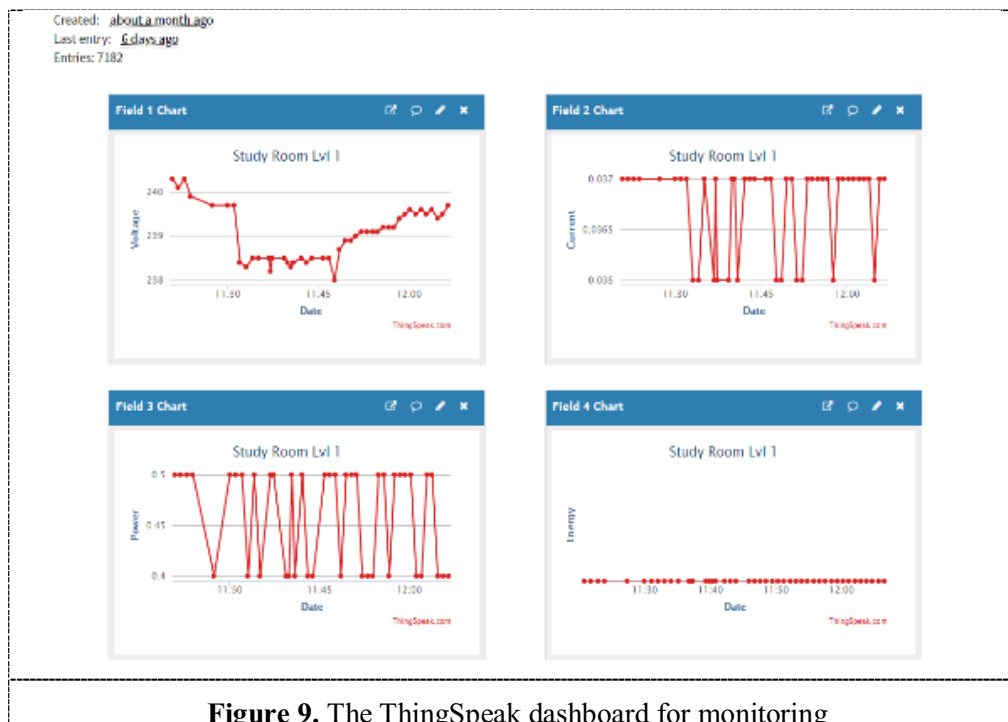 Created: about a month ago
Last entry: 6 days ago
Entries: 7182
Field 1 Chart
Study Room Lvl 1
Voltage
240
239
238
11:30 11:45 12:00
Date
ThingSpeak.com
Field 2 Chart
Study Room Lvl 1
Current
0.037
0.0365
0.036
11:30 11:45 12:00
Date
ThingSpeak.com
Field 3 Chart
Study Room Lvl 1
Power
0.5
0.45
0.4
11:30 11:45 12:00
Date
ThingSpeak.com
Field 4 Chart
Study Room Lvl 1
Energy
11:30 11:40 11:50 12:00
Date
ThingSpeak.com
Figure 9. The ThingSpeak dashboard for monitoring